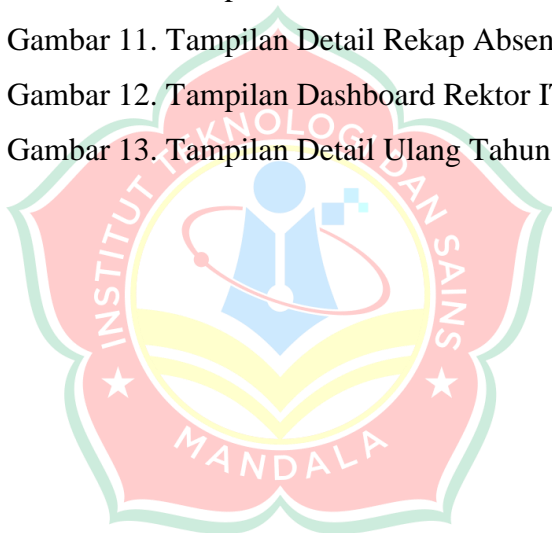 Gambar 11. Tampilan Detail Rekap Absen
Gambar 12. Tampilan Dashboard Rektor IT
Gambar 13. Tampilan Detail Ulang Tahun
INSTITUT TEKNOLOGI DAN SAINS
MANDALA